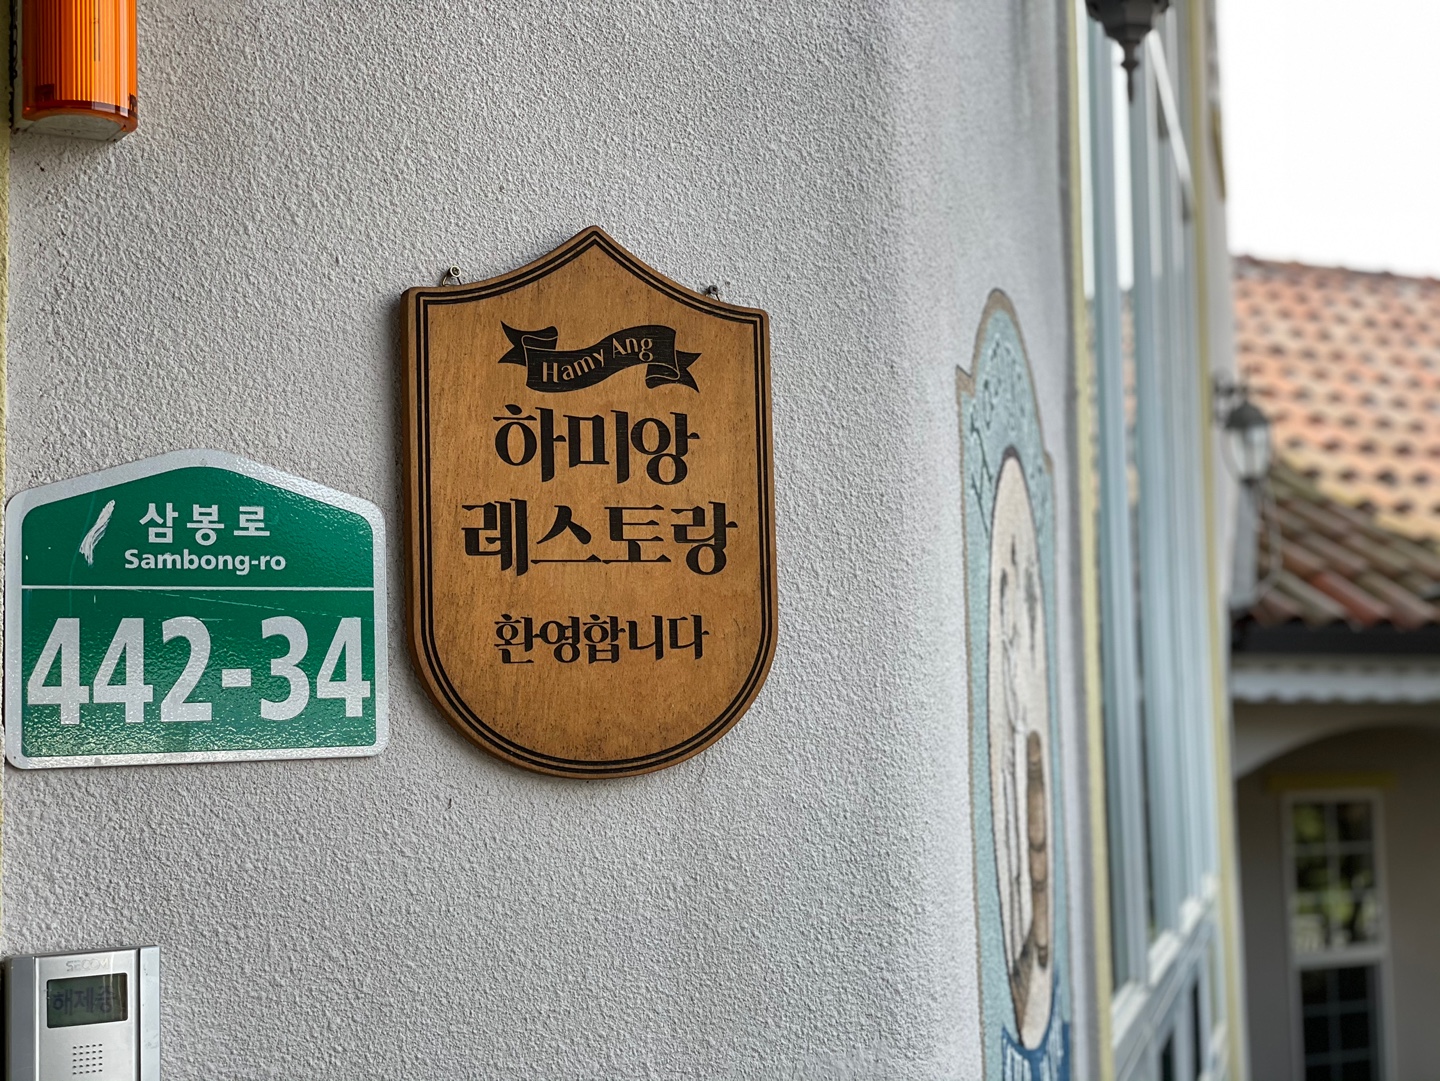 삼봉로
Sambong-ro
442-34
Hamy Ang
하미앙
레스토랑
환영합니다
SECOM
해제중